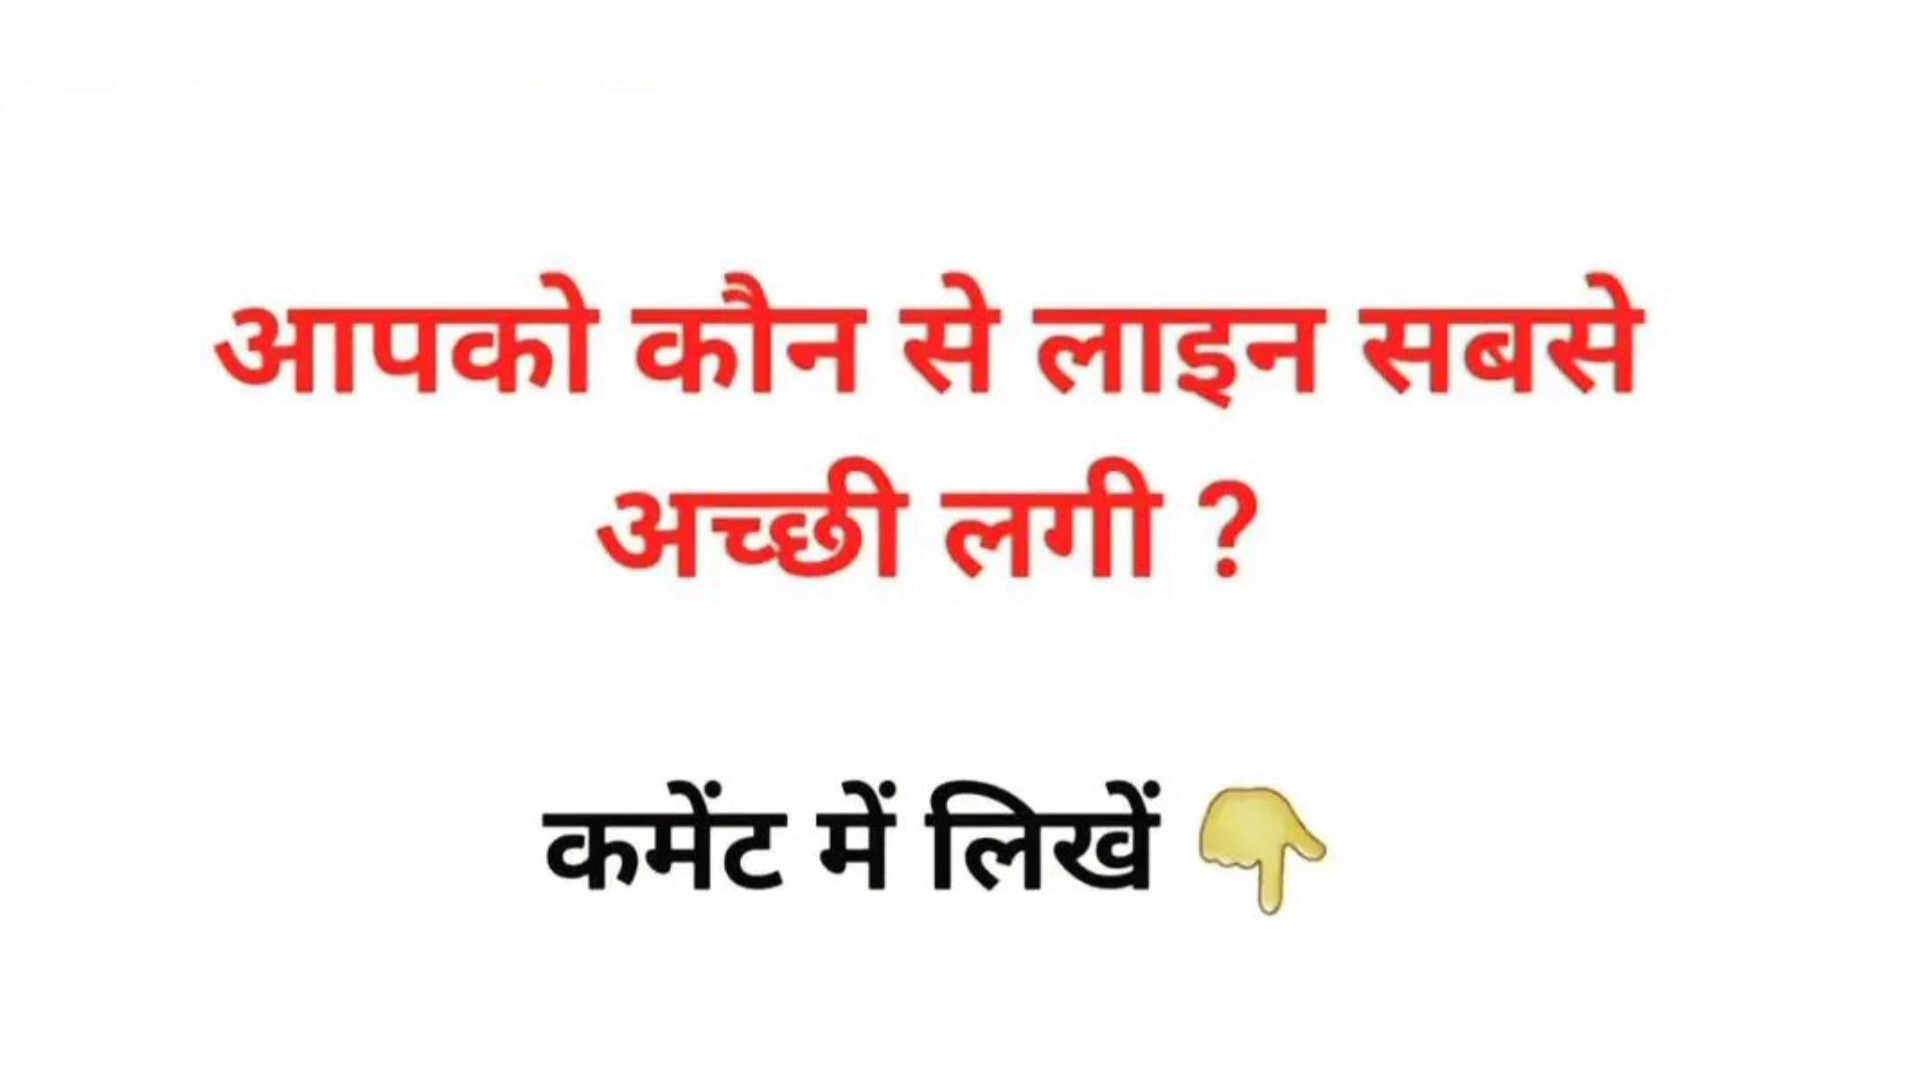 आपको कौन से लाइन सबसे
अच्छी लगी ?
कमेंट में लिखें 👇